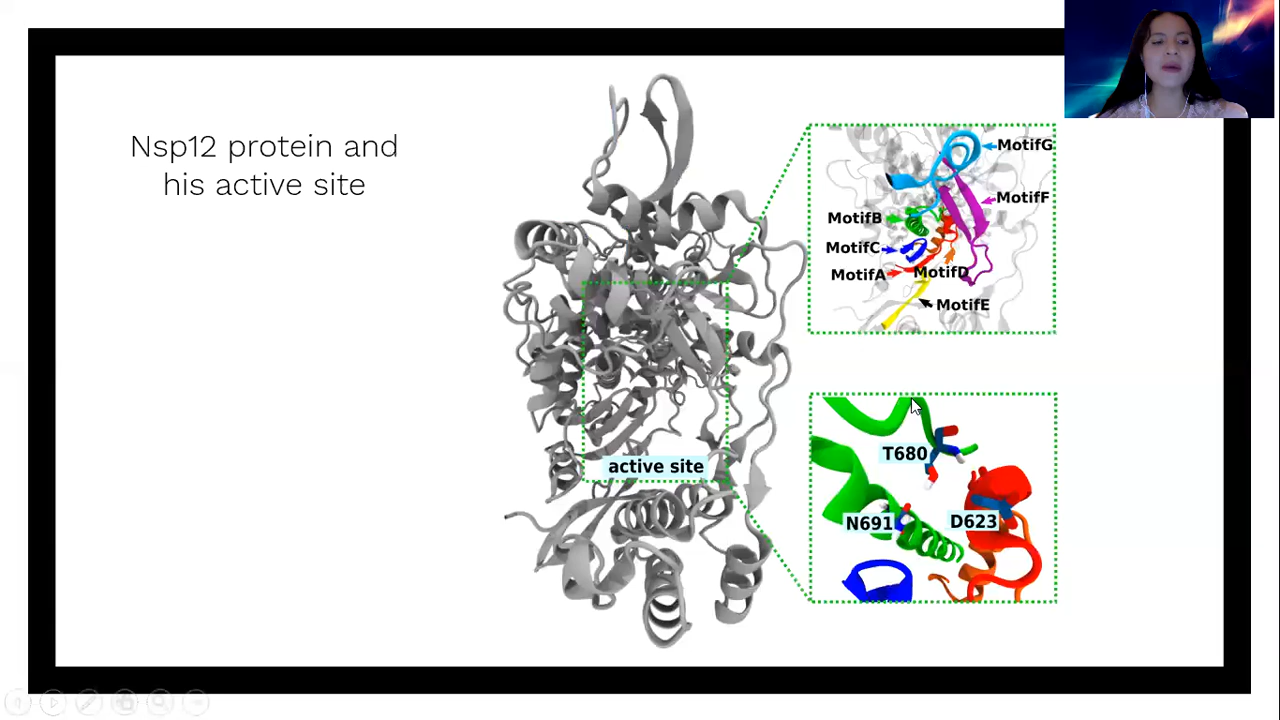 Nsp12 protein and
his active site
MotifG
MotifF
MotifB
MotifC
MotifA
MotifD
MotifE
active site
T680
N691
D623